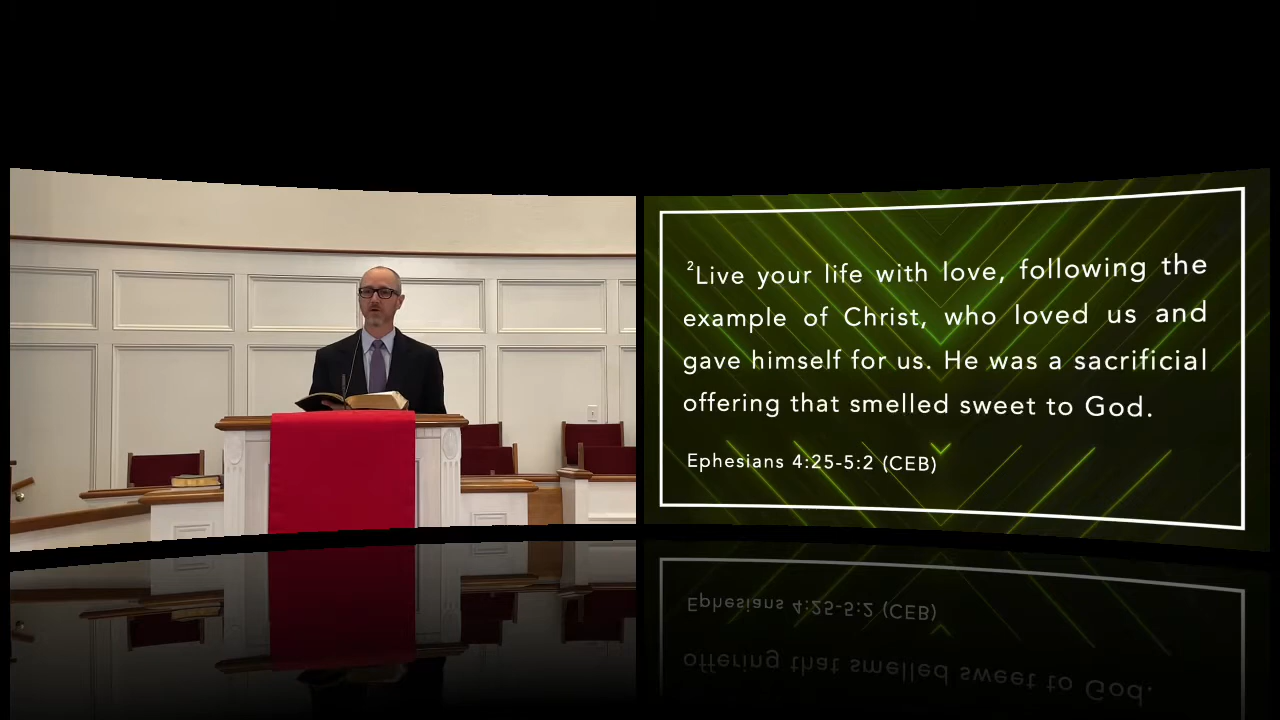 ²Live your life with love, following the
example of Christ, who loved us and
gave himself for us. He was a sacrificial
offering that smelled sweet to God.
Ephesians 4:25-5:2 (CEB)